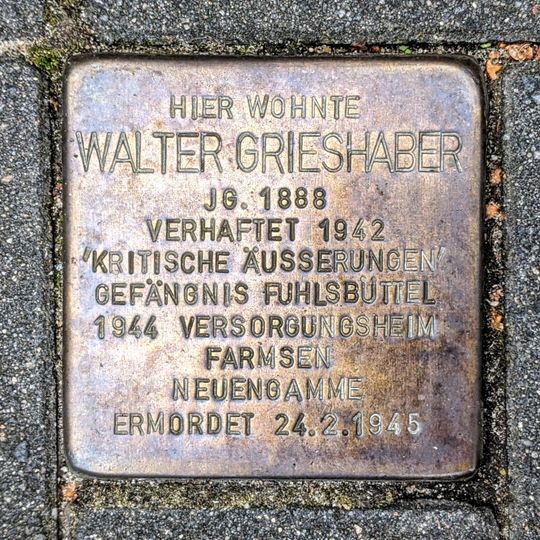 HIER WOHNTE
WALTER GRIESHABER
JG. 1888
VERHAFTET 1942
'KRITISCHE ÄUSSERUNGEN'
GEFÄNGNIS FUHLSBÜTTEL
1944 VERSORGUNGSHEIM
FARMSEN
NEUENGAMME
ERMORDET 24.2.1945